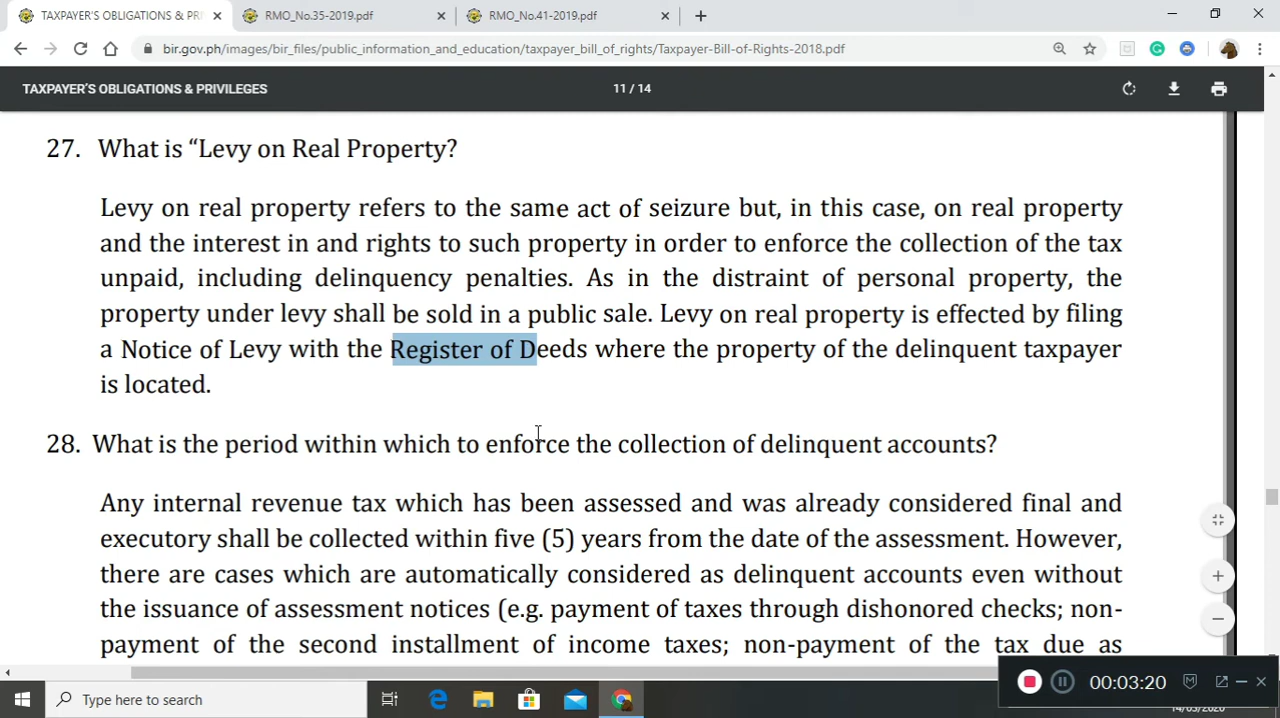 TAXPAYER'S OBLIGATIONS & PRI
RMO_No.35-2019.pdf
RMO_No.41-2019.pdf
bir.gov.ph/images/bir_files/public_information_and_education/taxpayer_bill_of_rights/Taxpayer-Bill-of-Rights-2018.pdf
TAXPAYER'S OBLIGATIONS & PRIVILEGES
11 / 14
27. What is “Levy on Real Property?
Levy on real property refers to the same act of seizure but, in this case, on real property
and the interest in and rights to such property in order to enforce the collection of the tax
unpaid, including delinquency penalties. As in the distraint of personal property, the
property under levy shall be sold in a public sale. Levy on real property is effected by filing
a Notice of Levy with the Register of Deeds where the property of the delinquent taxpayer
is located.
28. What is the period within which to enforce the collection of delinquent accounts?
Any internal revenue tax which has been assessed and was already considered final and
executory shall be collected within five (5) years from the date of the assessment. However,
there are cases which are automatically considered as delinquent accounts even without
the issuance of assessment notices (e.g. payment of taxes through dishonored checks; non-
payment of the second installment of income taxes; non-payment of the tax due as
00:03:20
Type here to search